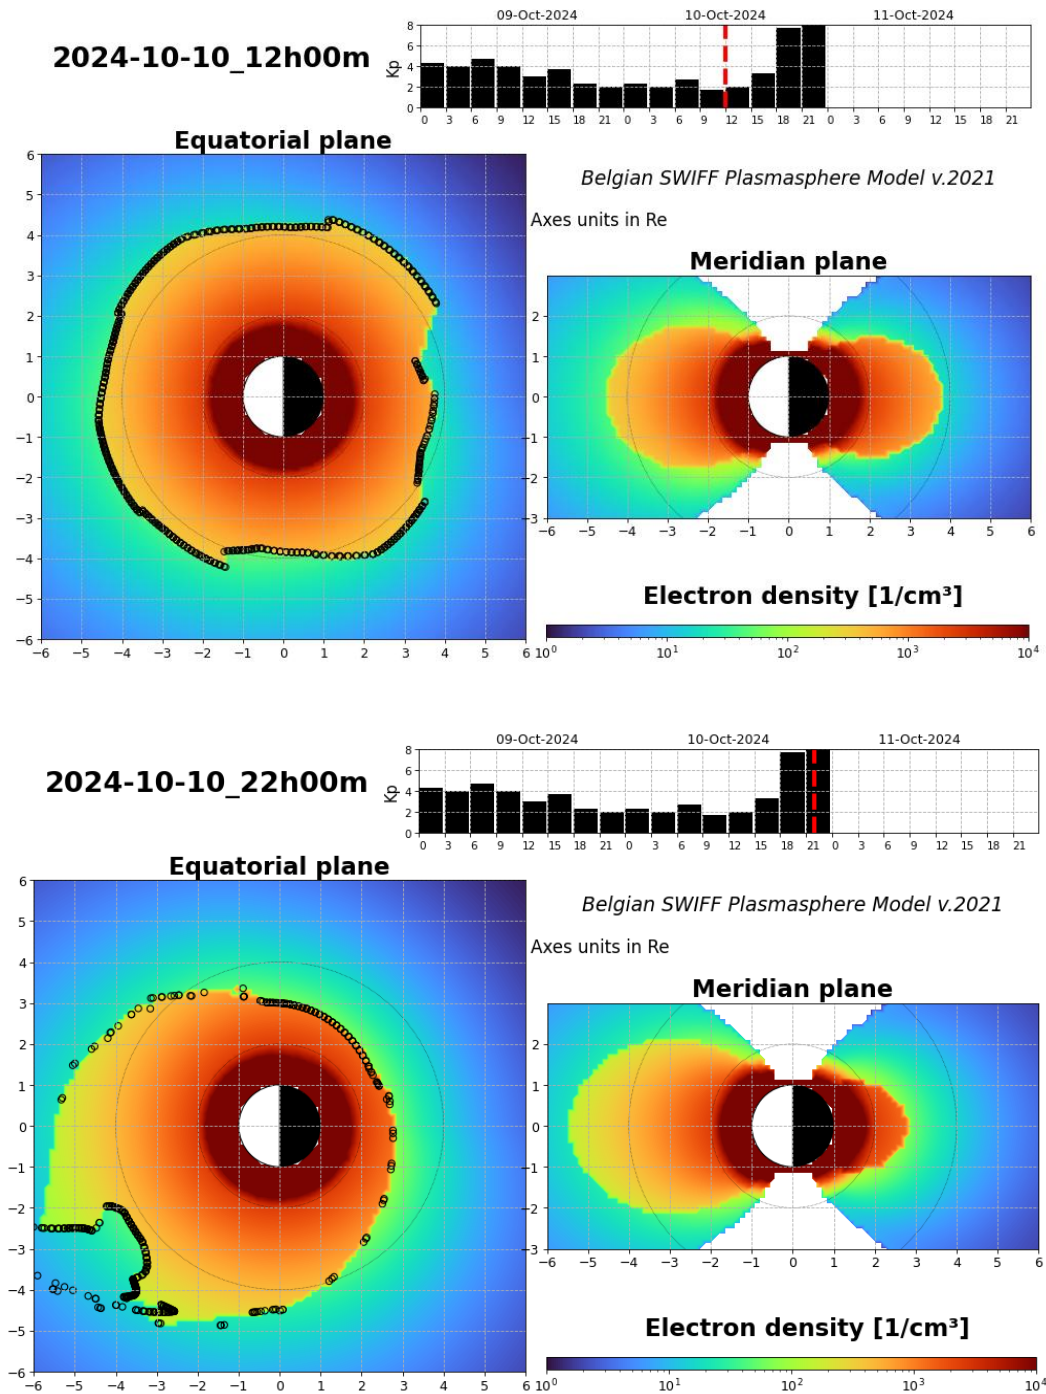 09-Oct-2024 10-Oct-2024 11-Oct-2024
2024-10-10_12h00m
Kp
8
6
4
2
0
0 3 6 9 12 15 18 21 0 3 6 9 12 15 18 21 0 3 6 9 12 15 18 21
Equatorial plane
6
5
4
3
2
1
0
−1
−2
−3
−4
−5
−6
−6 −5 −4 −3 −2 −1 0 1 2 3 4 5 6
Belgian SWIFF Plasmasphere Model v.2021
Axes units in Re
Meridian plane
2
1
0
−1
−2
−3
−6 −5 −4 −3 −2 −1 0 1 2 3 4 5 6
Electron density [1/cm³]
10⁰ 10¹ 10² 10³ 10⁴
09-Oct-2024 10-Oct-2024 11-Oct-2024
2024-10-10_22h00m
Kp
8
6
4
2
0
0 3 6 9 12 15 18 21 0 3 6 9 12 15 18 21 0 3 6 9 12 15 18 21
Equatorial plane
6
5
4
3
2
1
0
−1
−2
−3
−4
−5
−6
−6 −5 −4 −3 −2 −1 0 1 2 3 4 5 6
Belgian SWIFF Plasmasphere Model v.2021
Axes units in Re
Meridian plane
2
1
0
−1
−2
−3
−6 −5 −4 −3 −2 −1 0 1 2 3 4 5 6
Electron density [1/cm³]
10⁰ 10¹ 10² 10³ 10⁴